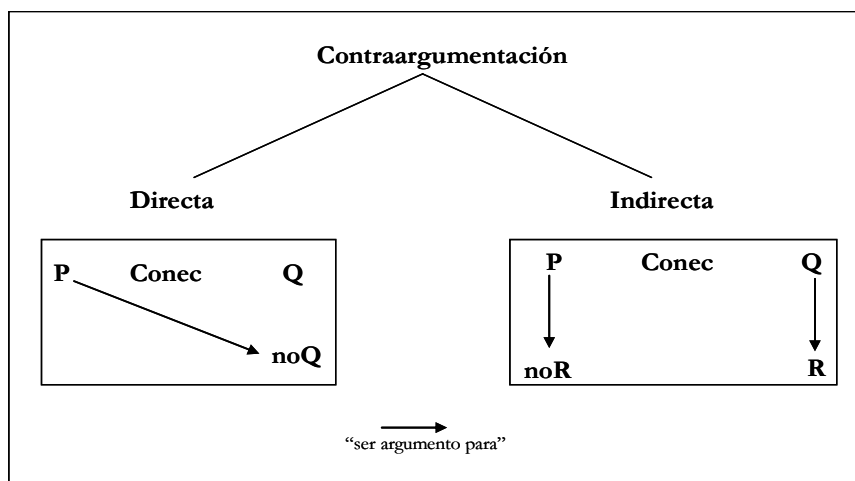 Contraargumentación
Directa
Indirecta
P Conec Q
noQ
P Conec Q
noR R
“ser argumento para”